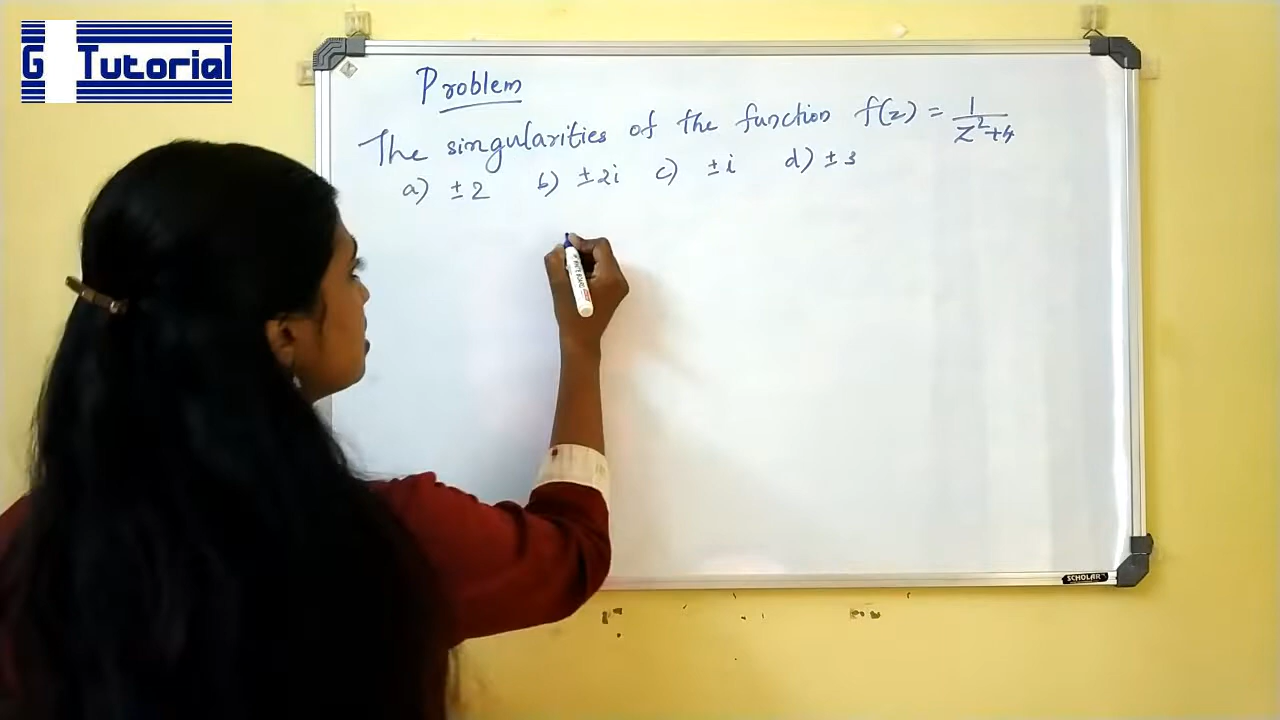 G Tutorial
Problem
The singularities of the function f(z) = 1/(z²+4)
a) ±2 b) ±2i c) ±i d) ±3
SCHOLAR